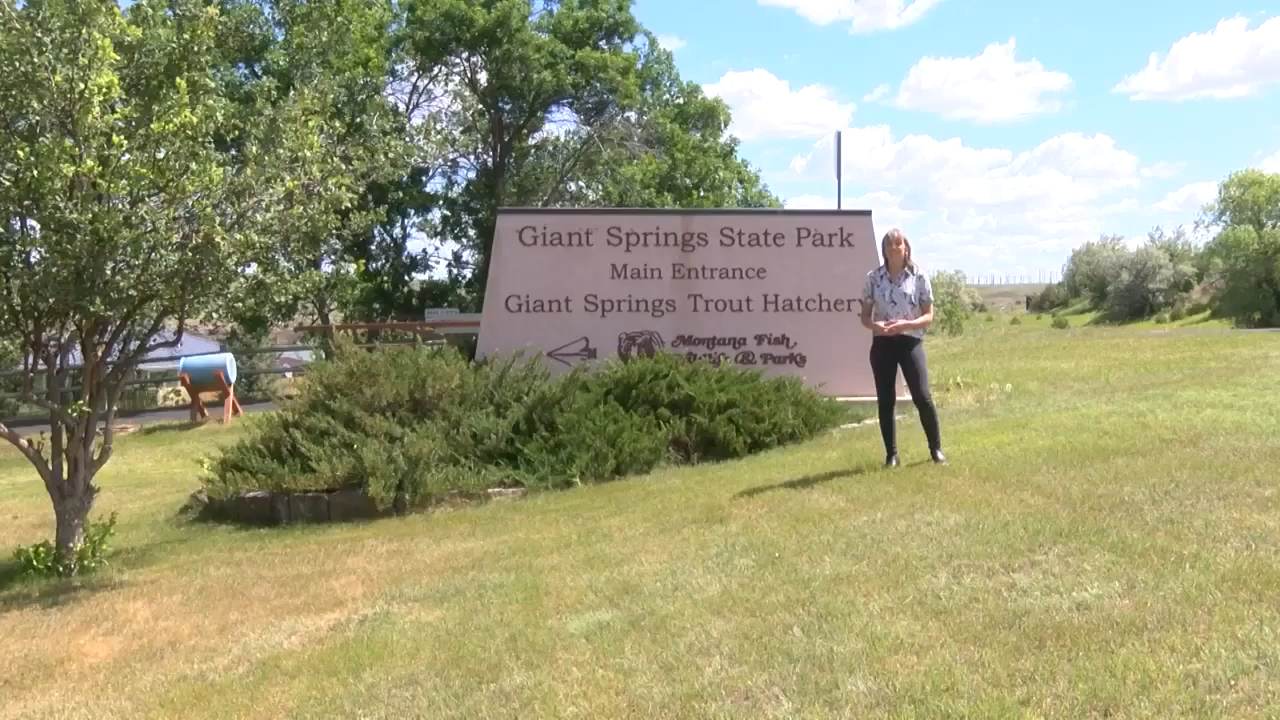 Giant Springs State Park
Main Entrance
Giant Springs Trout Hatchery
Montana Fish
& Parks